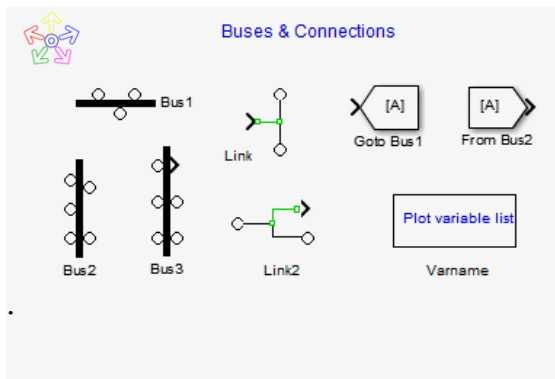 Buses & Connections
Bus1
[A]
[A]
Link
Goto Bus1
From Bus2
Plot variable list
Bus2
Bus3
Link2
Varname